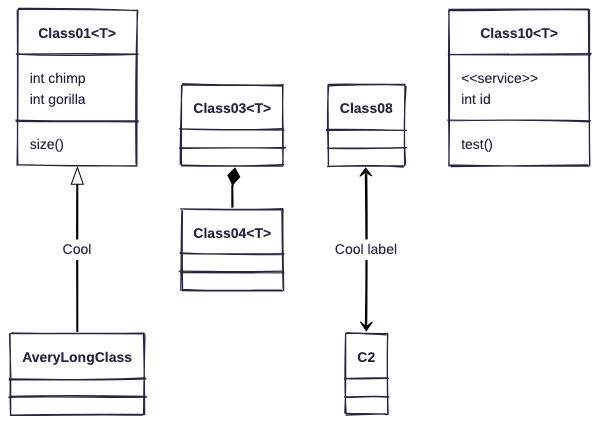 Class01<T>
int chimp
int gorilla
size()
Class03<T>
Class08
Class10<T>
<<service>>
int id
test()
Class04<T>
Cool
Cool label
AveryLongClass
C2